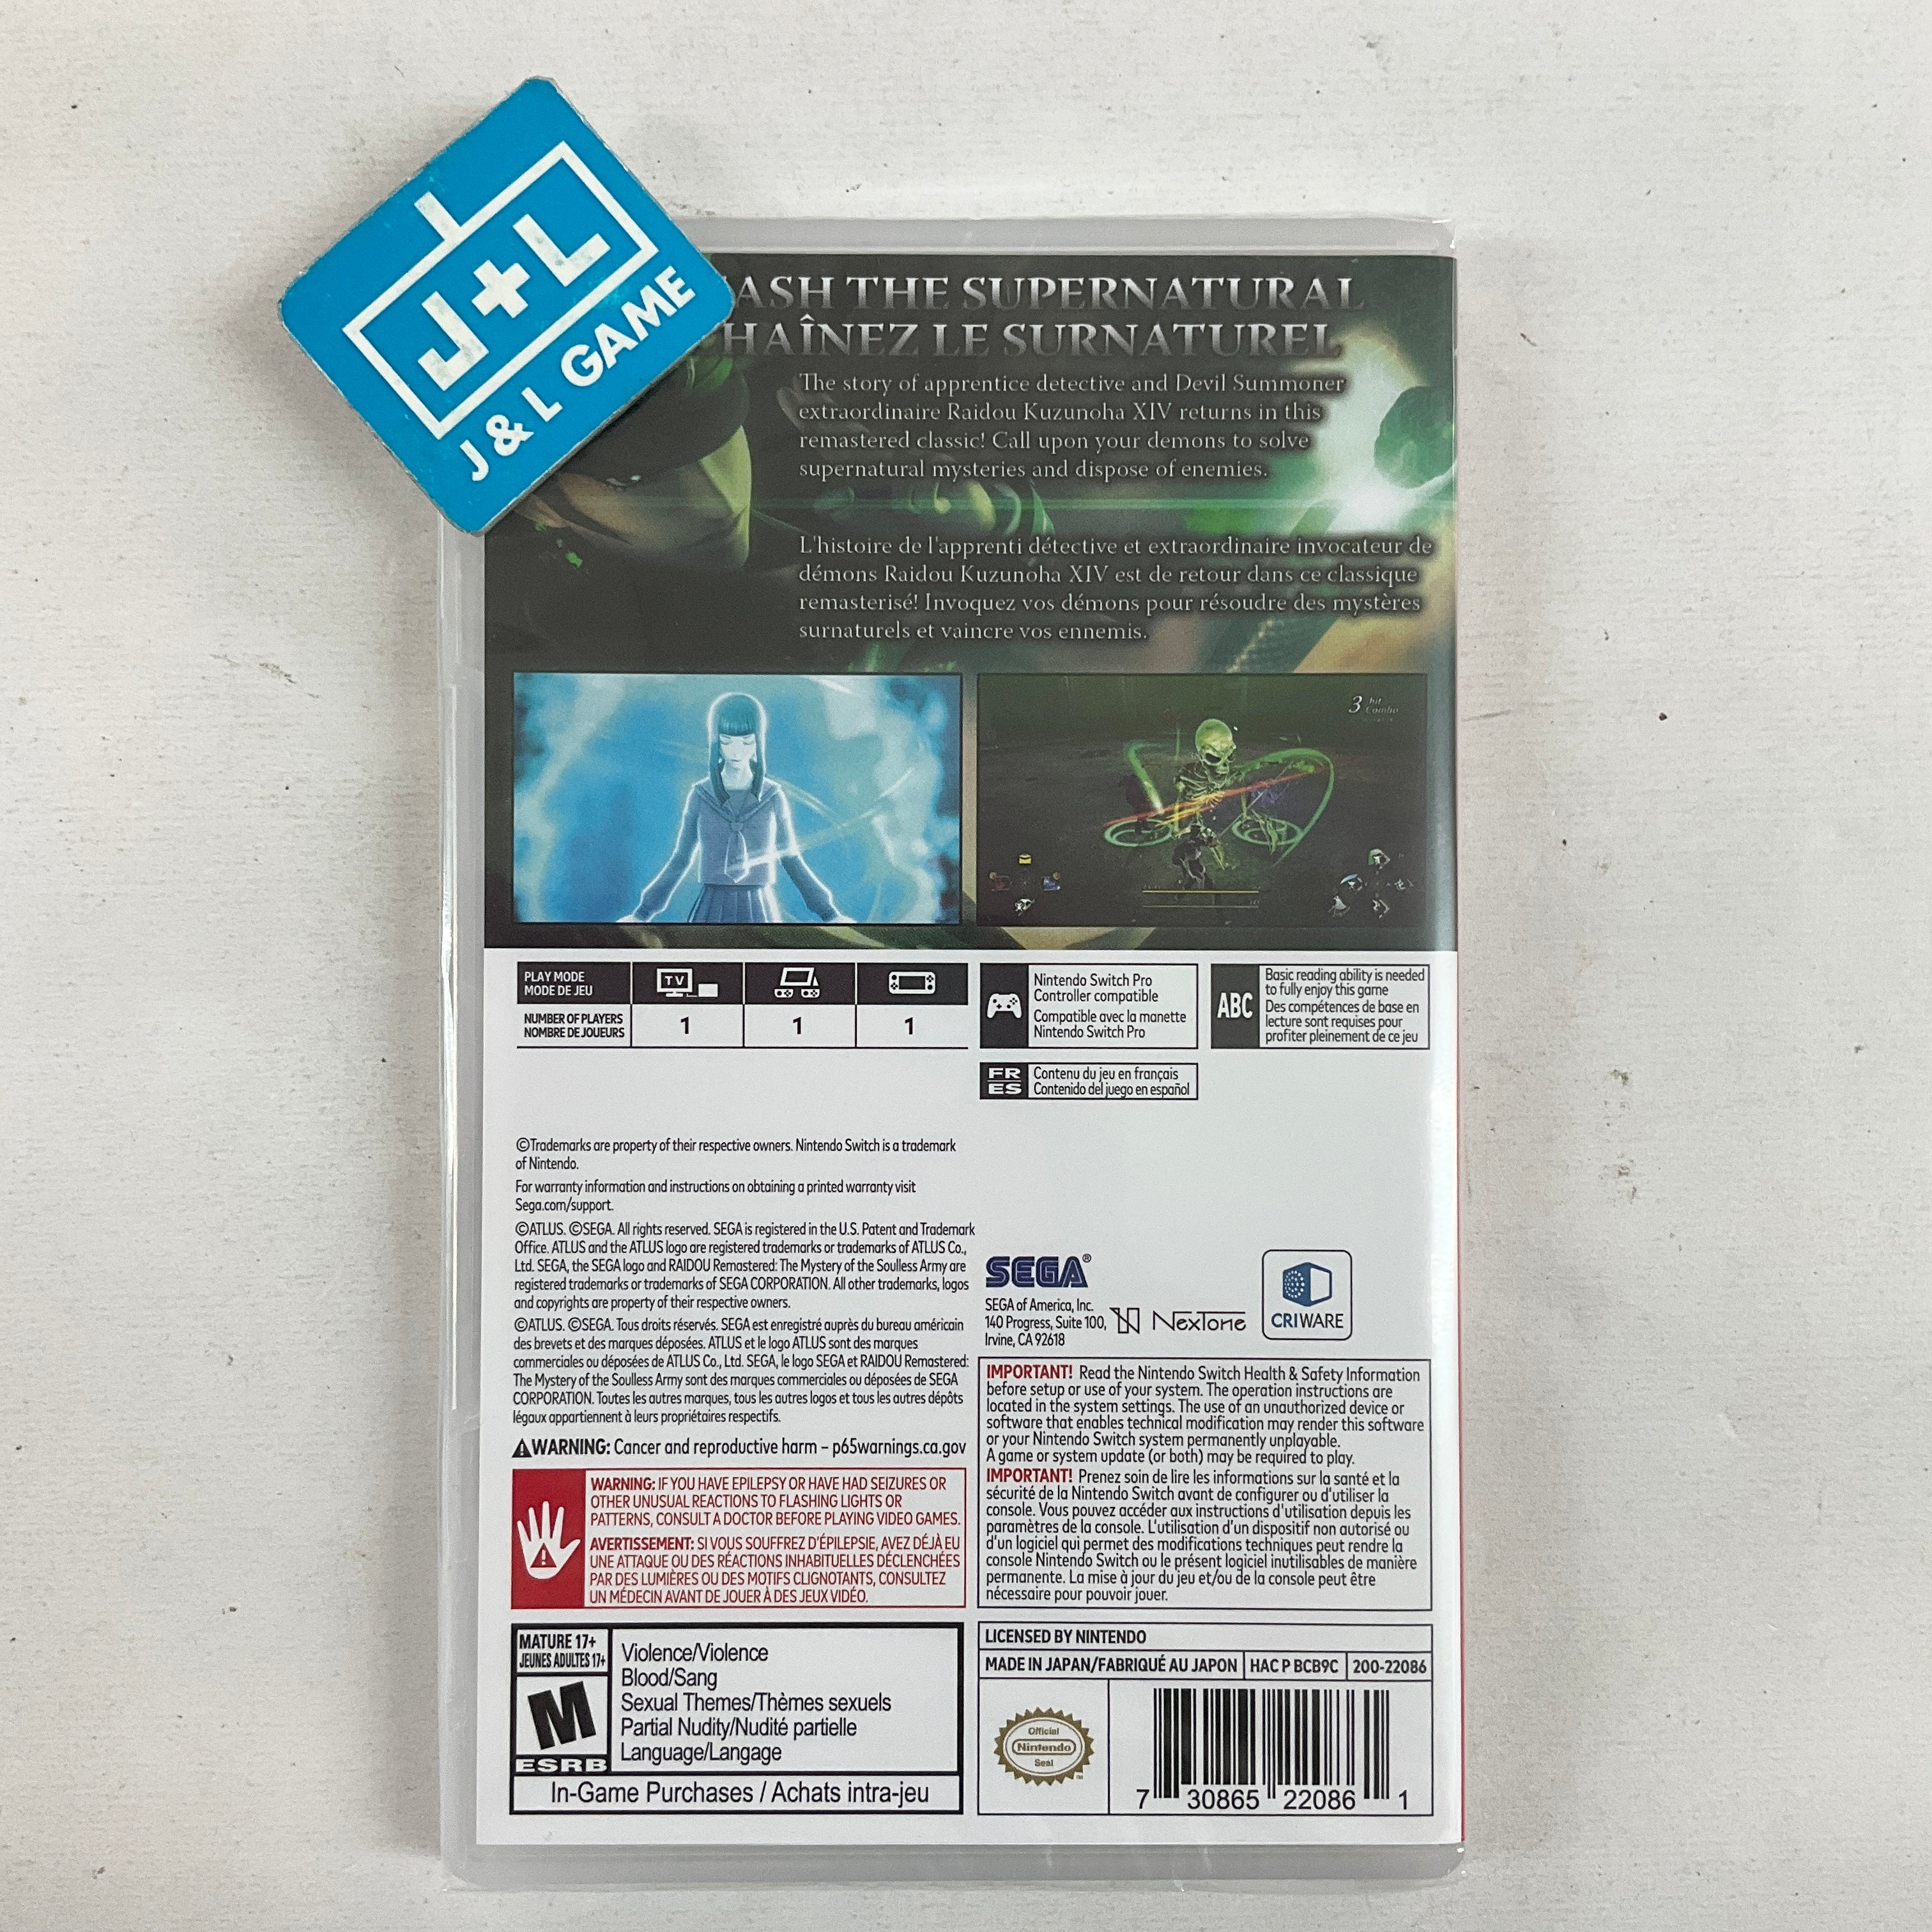 J+L
J & L GAME
ASH THE SUPERNATURAL
HAÎNEZ LE SURNATUREL
The story of apprentice detective and Devil Summoner
extraordinaire Raidou Kuzunoha XIV returns in this
remastered classic! Call upon your demons to solve
supernatural mysteries and dispose of enemies.
L'histoire de l'apprenti détective et extraordinaire invocateur de
démons Raidou Kuzunoha XIV est de retour dans ce classique
remasterisé! Invoquez vos démons pour résoudre des mystères
surnaturels et vaincre vos ennemis.
3 hit
Combo
PLAY MODE
MODE DE JEU
TV
NUMBER OF PLAYERS
NOMBRE DE JOUEURS
1
1
1
Nintendo Switch Pro
Controller compatible
Compatible avec la manette
Nintendo Switch Pro
ABC
Basic reading ability is needed
to fully enjoy this game
Des compétences de base en
lecture sont requises pour
profiter pleinement de ce jeu
FR
ES
Contenu du jeu en français
Contenido del juego en español
©Trademarks are property of their respective owners. Nintendo Switch is a trademark
of Nintendo.
For warranty information and instructions on obtaining a printed warranty visit
Sega.com/support.
©ATLUS. ©SEGA. All rights reserved. SEGA is registered in the U.S. Patent and Trademark
Office. ATLUS and the ATLUS logo are registered trademarks or trademarks of ATLUS Co.,
Ltd. SEGA, the SEGA logo and RAIDOU Remastered: The Mystery of the Soulless Army are
registered trademarks or trademarks of SEGA CORPORATION. All other trademarks, logos
and copyrights are property of their respective owners.
©ATLUS. ©SEGA. Tous droits réservés. SEGA est enregistré auprès du bureau américain
des brevets et des marques déposées. ATLUS et le logo ATLUS sont des marques
commerciales ou déposées de ATLUS Co., Ltd. SEGA, le logo SEGA et RAIDOU Remastered:
The Mystery of the Soulless Army sont des marques commerciales ou déposées de SEGA
CORPORATION. Toutes les autres marques, tous les autres logos et tous les autres dépôts
légaux appartiennent à leurs propriétaires respectifs.
WARNING: Cancer and reproductive harm – p65warnings.ca.gov
WARNING: IF YOU HAVE EPILEPSY OR HAVE HAD SEIZURES OR
OTHER UNUSUAL REACTIONS TO FLASHING LIGHTS OR
PATTERNS, CONSULT A DOCTOR BEFORE PLAYING VIDEO GAMES.
AVERTISSEMENT: SI VOUS SOUFFREZ D'ÉPILEPSIE, AVEZ DÉJÀ EU
UNE ATTAQUE OU DES RÉACTIONS INHABITUELLES DÉCLENCHÉES
PAR DES LUMIÈRES OU DES MOTIFS CLIGNOTANTS, CONSULTEZ
UN MÉDECIN AVANT DE JOUER À DES JEUX VIDÉO.
SEGA®
SEGA of America, Inc.
140 Progress, Suite 100,
Irvine, CA 92618
NexTone
CRIWARE
IMPORTANT! Read the Nintendo Switch Health & Safety Information
before setup or use of your system. The operation instructions are
located in the system settings. The use of an unauthorized device or
software that enables technical modification may render this software
or your Nintendo Switch system permanently unplayable.
A game or system update (or both) may be required to play.
IMPORTANT! Prenez soin de lire les informations sur la santé et la
sécurité de la Nintendo Switch avant de configurer ou d'utiliser la
console. Vous pouvez accéder aux instructions d'utilisation depuis les
paramètres de la console. L'utilisation d'un dispositif non autorisé ou
d'un logiciel qui permet des modifications techniques peut rendre la
console Nintendo Switch ou le présent logiciel inutilisables de manière
permanente. La mise à jour du jeu et/ou de la console peut être
nécessaire pour pouvoir jouer.
MATURE 17+
JEUNES ADULTES 17+
M
ESRB
Violence/Violence
Blood/Sang
Sexual Themes/Thèmes sexuels
Partial Nudity/Nudité partielle
Language/Langage
In-Game Purchases / Achats intra-jeu
LICENSED BY NINTENDO
MADE IN JAPAN/FABRIQUÉ AU JAPON HAC P BCB9C 200-22086
Official
Nintendo
Seal
TM
7 30865 22086 1